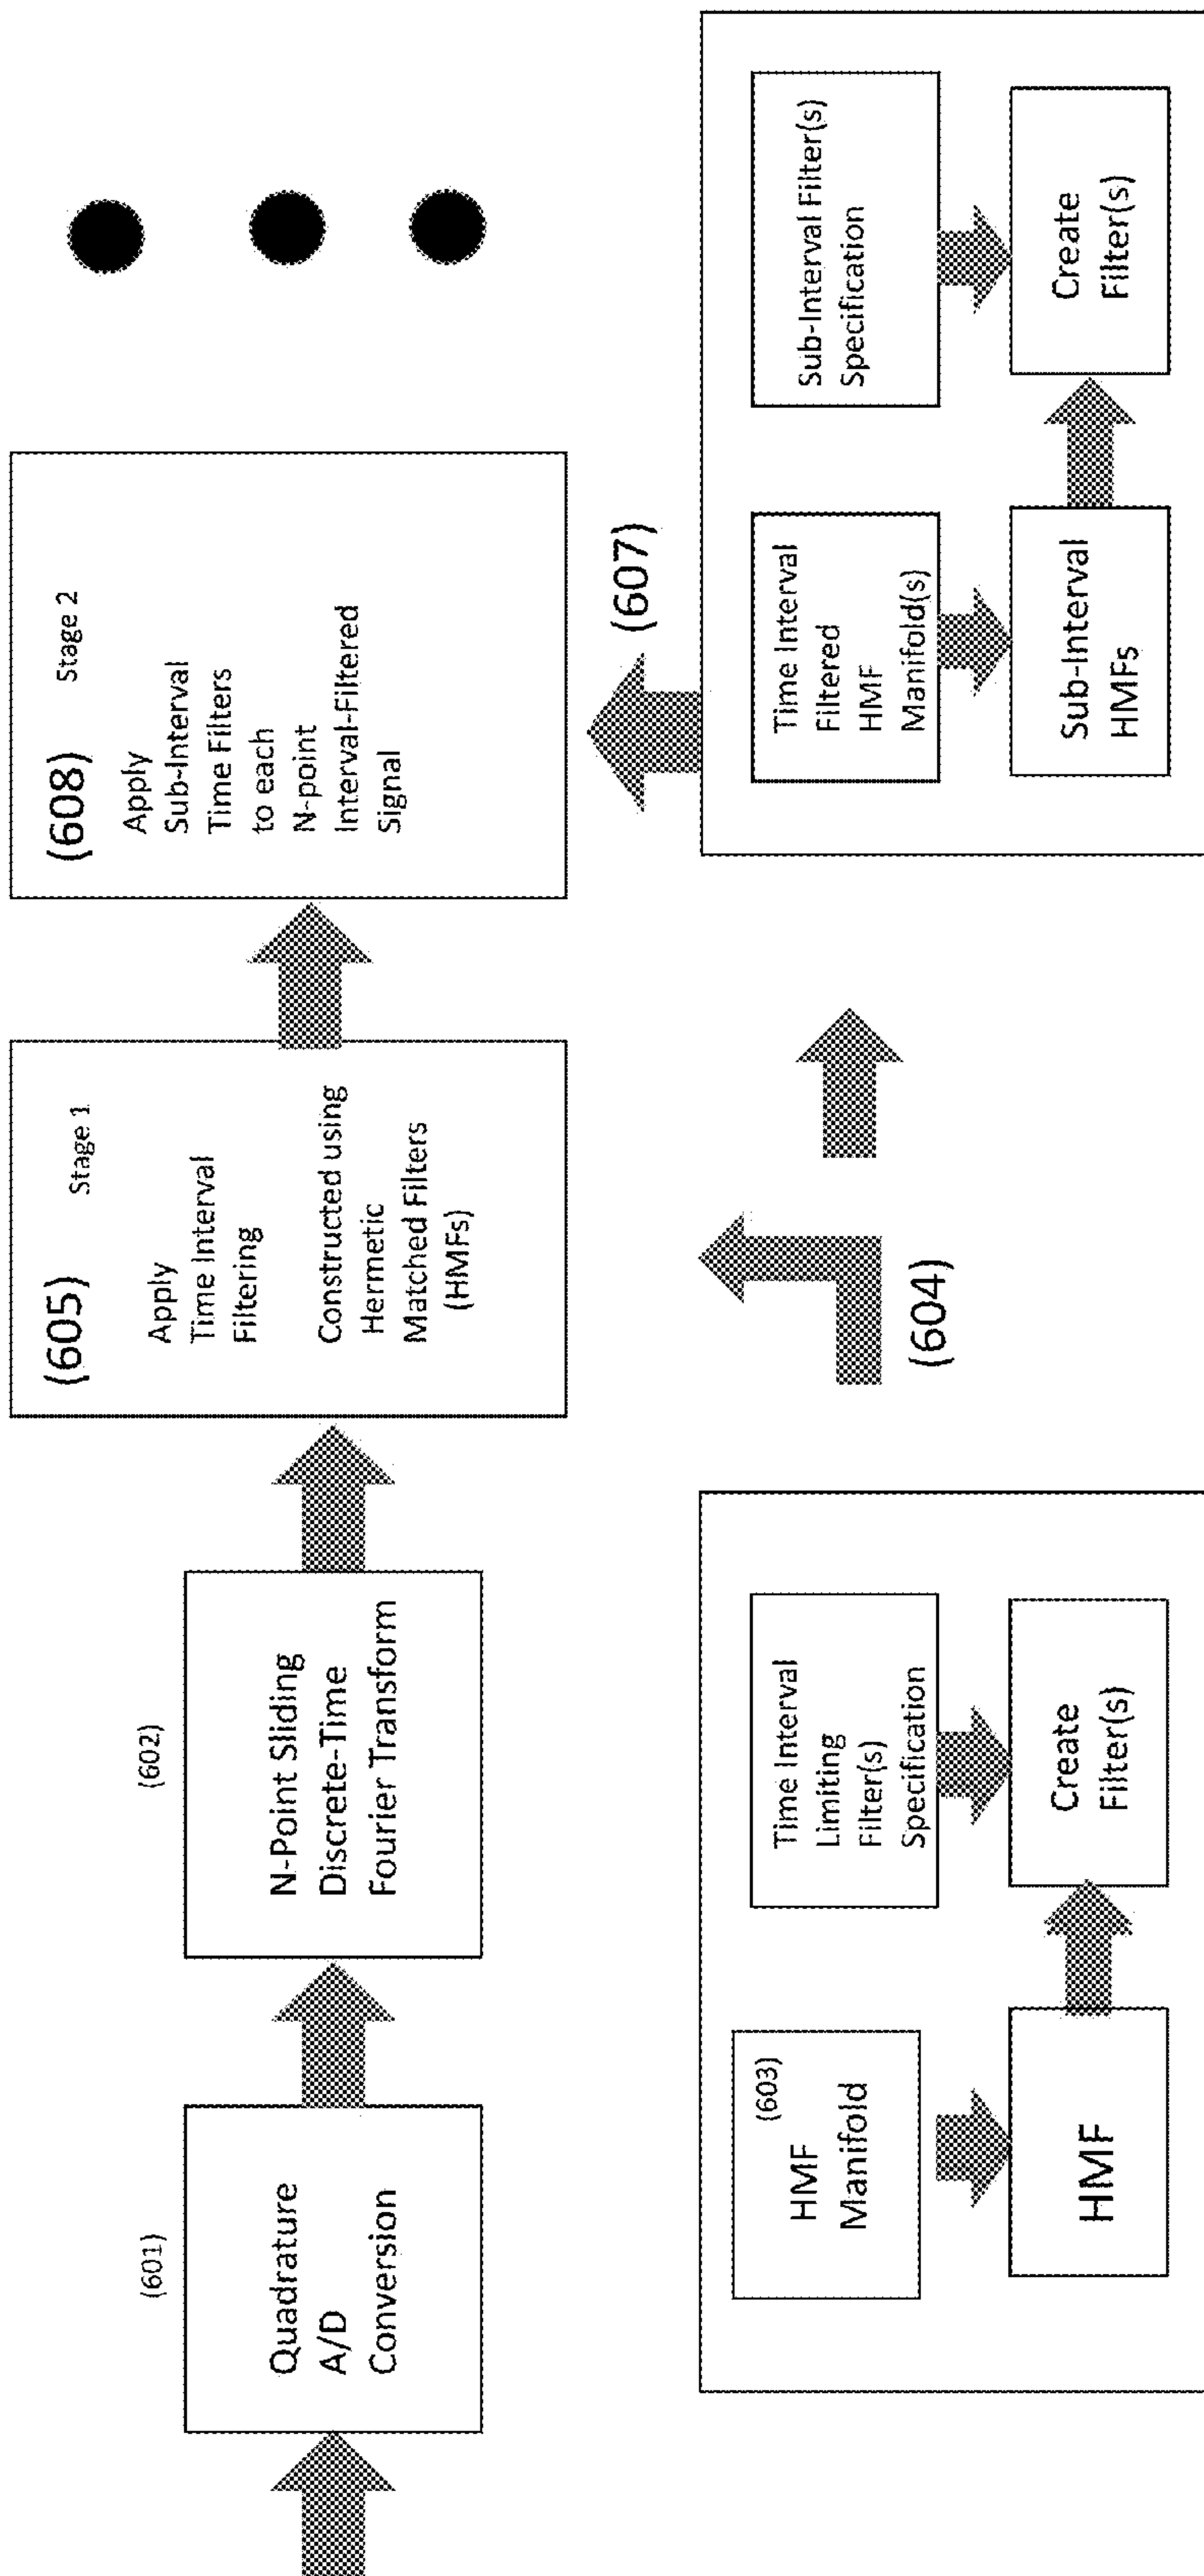 (601)
Quadrature
A/D
Conversion
(602)
N-Point Sliding
Discrete-Time
Fourier Transform
(605)
Stage 1
Apply
Time Interval
Filtering
Constructed using
Hermetic
Matched Filters
(HMFs)
(608)
Stage 2
Apply
Sub-Interval
Time Filters
to each
N-point
Interval-Filtered
Signal
(603)
HMF
Manifold
HMF
Time Interval
Limiting
Filter(s)
Specification
Create
Filter(s)
(604)
(607)
Time Interval
Filtered
HMF
Manifold(s)
Sub-Interval
HMFs
Sub-Interval Filter(s)
Specification
Create
Filter(s)